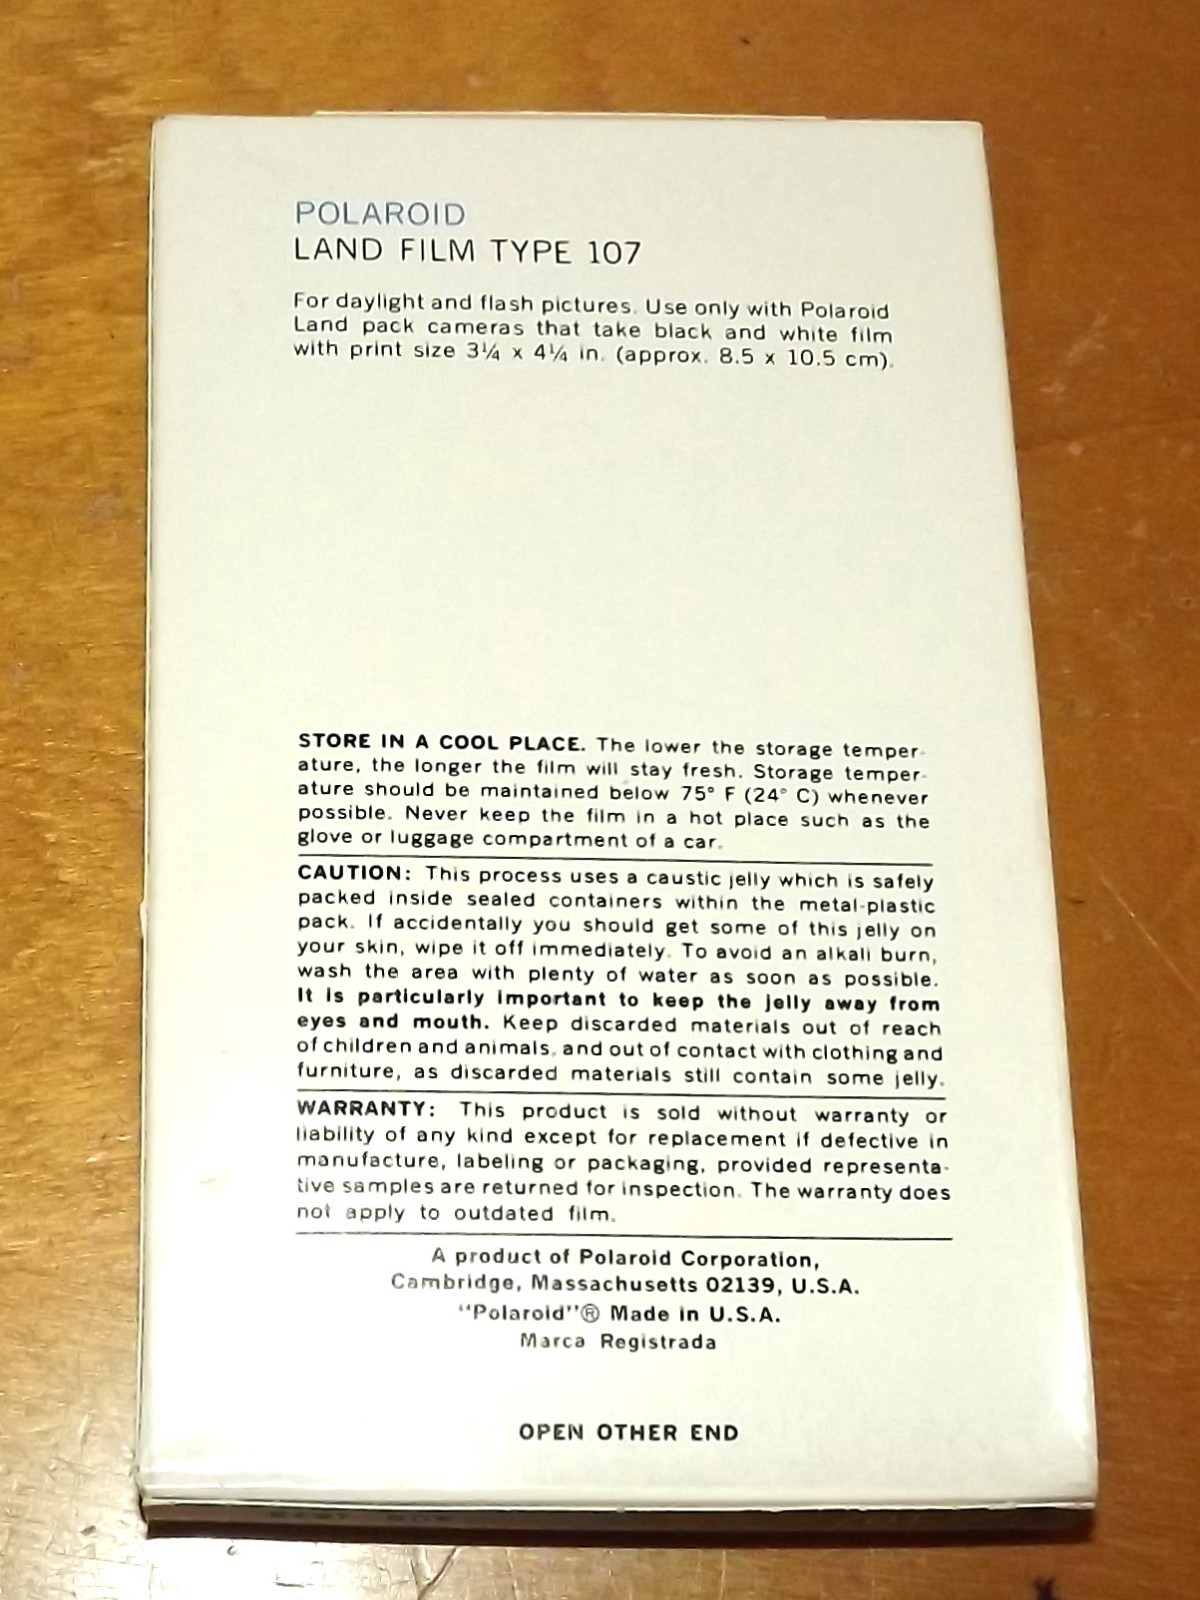 POLAROID
LAND FILM TYPE 107
For daylight and flash pictures. Use only with Polaroid
Land pack cameras that take black and white film
with print size 3¼ x 4¼ in. (approx. 8.5 x 10.5 cm).
STORE IN A COOL PLACE. The lower the storage temper-
ature, the longer the film will stay fresh. Storage temper-
ature should be maintained below 75° F (24° C) whenever
possible. Never keep the film in a hot place such as the
glove or luggage compartment of a car.
CAUTION: This process uses a caustic jelly which is safely
packed inside sealed containers within the metal-plastic
pack. If accidentally you should get some of this jelly on
your skin, wipe it off immediately. To avoid an alkali burn,
wash the area with plenty of water as soon as possible.
It is particularly important to keep the jelly away from
eyes and mouth. Keep discarded materials out of reach
of children and animals, and out of contact with clothing and
furniture, as discarded materials still contain some jelly.
WARRANTY: This product is sold without warranty or
liability of any kind except for replacement if defective in
manufacture, labeling or packaging, provided representa-
tive samples are returned for inspection. The warranty does
not apply to outdated film.
A product of Polaroid Corporation,
Cambridge, Massachusetts 02139, U.S.A.
"Polaroid"® Made in U.S.A.
Marca Registrada
OPEN OTHER END